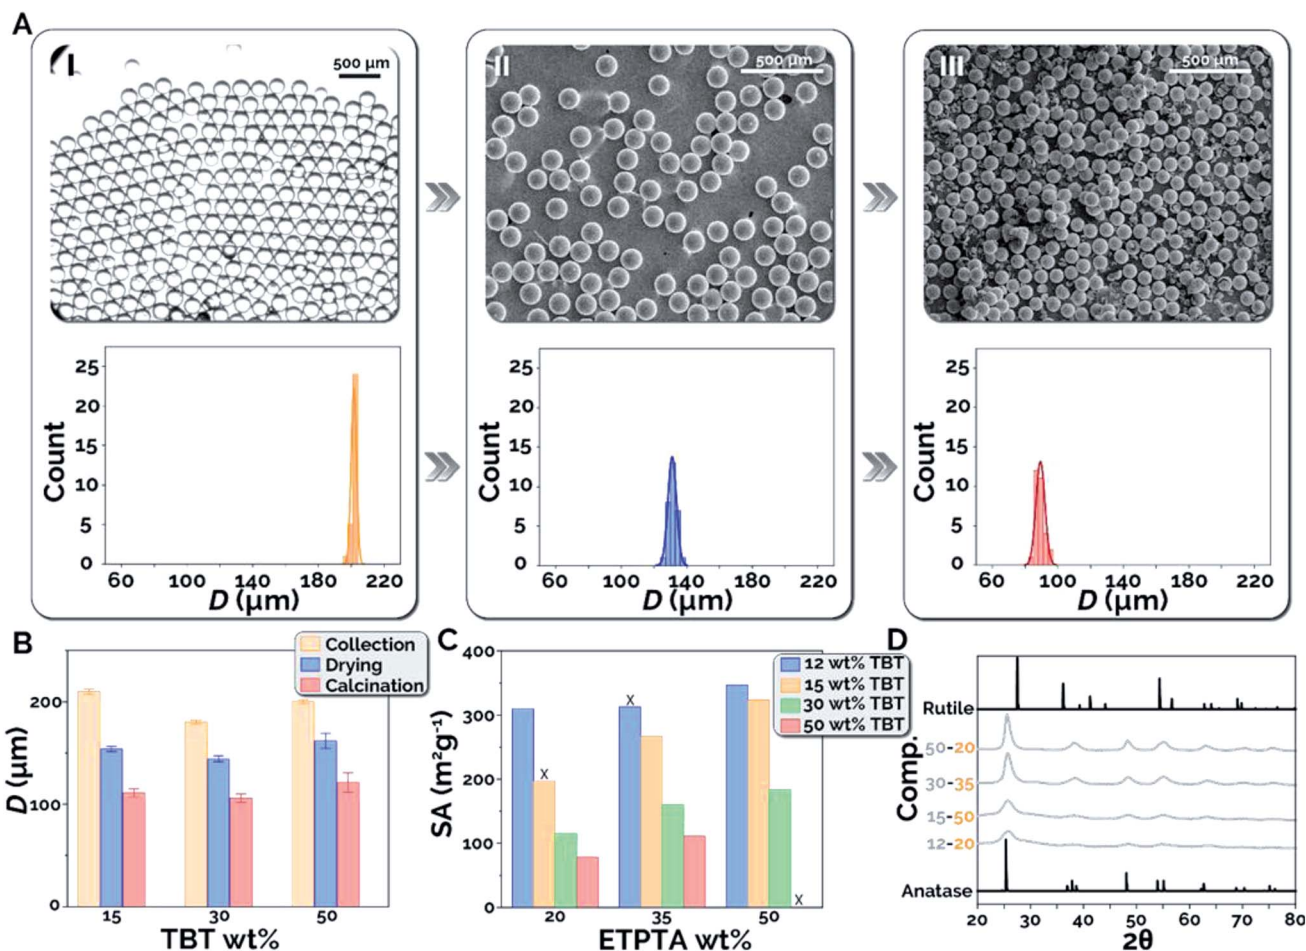 A
I
500 µm
II
500 µm
III
500 µm
25
20
15
10
5
0
Count
60
100
140
180
220
D (µm)
25
20
15
10
5
0
Count
60
100
140
180
220
D (µm)
25
20
15
10
5
0
Count
60
100
140
180
220
D (µm)
B
Collection
Drying
Calcination
200
100
0
D (µm)
15
30
50
TBT wt%
C
12 wt% TBT
15 wt% TBT
30 wt% TBT
50 wt% TBT
400
300
200
100
0
SA (m²g⁻¹)
X
X
X
20
35
50
ETPTA wt%
D
Comp.
Rutile
50-20
30-35
15-50
12-20
Anatase
20
30
40
50
60
70
80
2θ